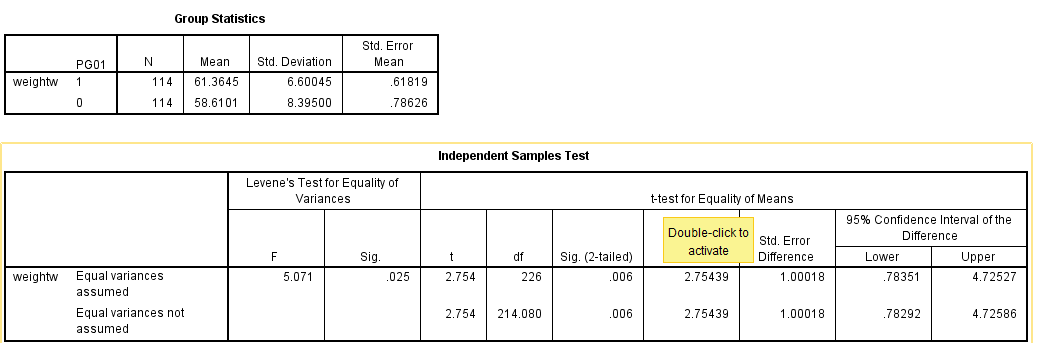 Group Statistics
PG01 N Mean Std. Deviation Std. Error Mean
weightw 1 114 61.3645 6.60045 .61819
0 114 58.6101 8.39500 .78626
Independent Samples Test
Levene's Test for Equality of Variances t-test for Equality of Means
F Sig. t df Sig. (2-tailed) Double-click to activate Std. Error Difference 95% Confidence Interval of the Difference
Lower Upper
weightw Equal variances assumed 5.071 .025 2.754 226 .006 2.75439 1.00018 .78351 4.72527
Equal variances not assumed 2.754 214.080 .006 2.75439 1.00018 .78292 4.72586